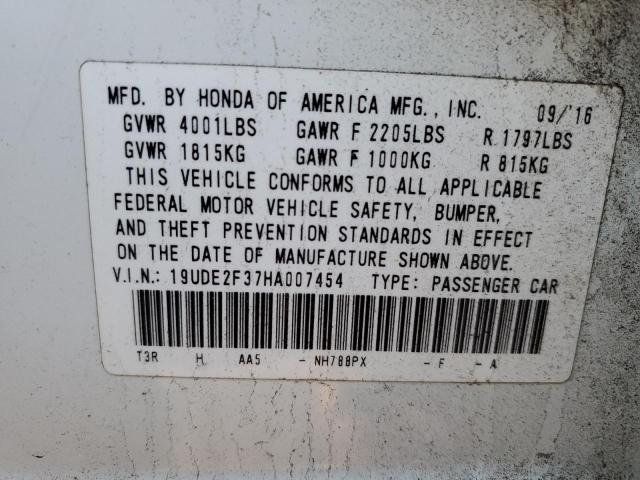 MFD. BY HONDA OF AMERICA MFG., INC. 09/'16
GVWR 4001LBS GAWR F 2205LBS R 1797LBS
GVWR 1815KG GAWR F 1000KG R 815KG
THIS VEHICLE CONFORMS TO ALL APPLICABLE
FEDERAL MOTOR VEHICLE SAFETY, BUMPER,
AND THEFT PREVENTION STANDARDS IN EFFECT
ON THE DATE OF MANUFACTURE SHOWN ABOVE.
V.I.N.: 19UDE2F37HA007454 TYPE: PASSENGER CAR
T3R H AA5 - NH788PX - F - A